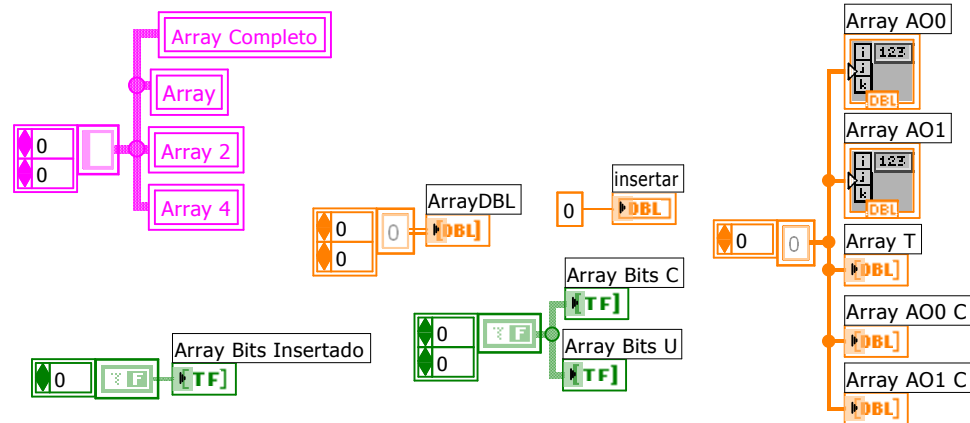 Array Completo
Array
0
0
Array 2
Array 4
ArrayDBL
0
0
0
DBL]
insertar
0
DBL
Array AO0
i
j
k
123
DBL
Array AO1
i
j
k
123
DBL
0
0
Array T
DBL]
Array AO0 C
DBL]
Array AO1 C
DBL]
Array Bits C
[TF]
0
0
F
Array Bits U
[TF]
Array Bits Insertado
0
F
[TF]